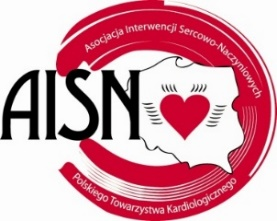 Asocjacja Interwencji Sercowo-Naczyniowych
AISN
Polskiego Towarzystwa Kardiologicznego